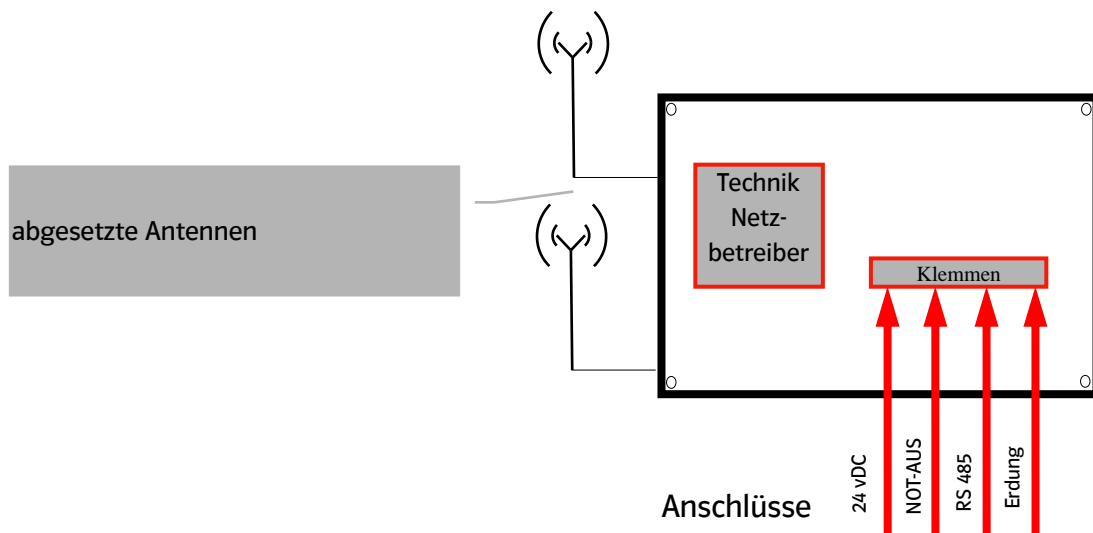 abgesetzte Antennen
Technik
Netz-
betreiber
Klemmen
Anschlüsse
24 vDC
NOT-AUS
RS 485
Erdung